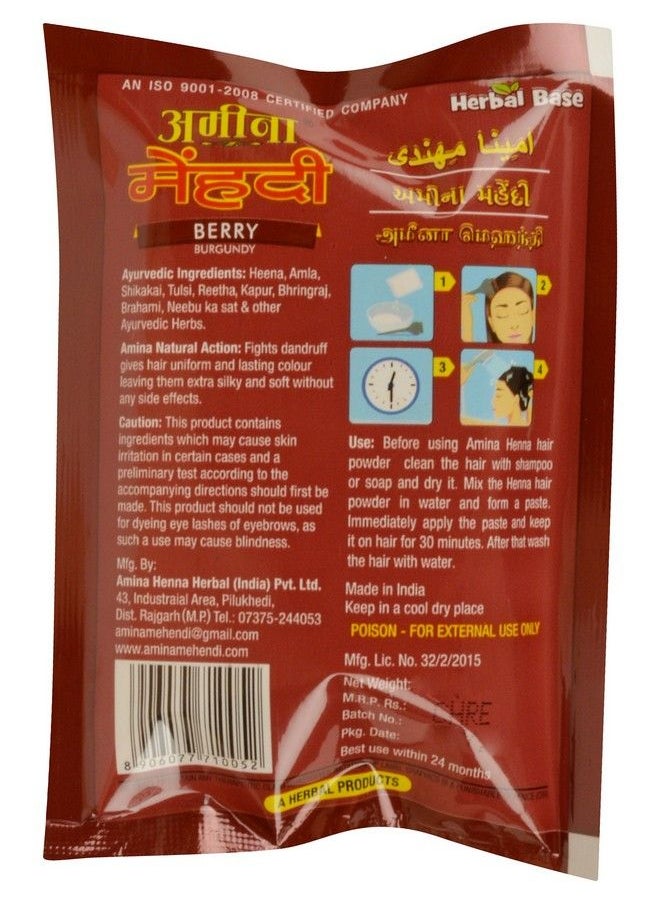 AN ISO 9001-2008 CERTIFIED COMPANY
Herbal Base
अमीना
मेंहदी
BERRY
BURGUNDY
امینا مہندی
અમીના મહેંદી
அமீனா மெஹந்தி
Ayurvedic Ingredients: Heena, Amla,
Shikakai, Tulsi, Reetha, Kapur, Bhringraj,
Brahami, Neebu ka sat & other
Ayurvedic Herbs.
Amina Natural Action: Fights dandruff
gives hair uniform and lasting colour
leaving them extra silky and soft without
any side effects.
Caution: This product contains
ingredients which may cause skin
irritation in certain cases and a
preliminary test according to the
accompanying directions should first be
made. This product should not be used
for dyeing eye lashes of eyebrows, as
such a use may cause blindness.
Mfg. By:
Amina Henna Herbal (India) Pvt. Ltd.
43, Industraial Area, Pilukhedi,
Dist. Rajgarh (M.P.) Tel.: 07375-244053
aminamehendi@gmail.com
www.aminamehendi.com
8 906077 710052
1
2
3
4
Use: Before using Amina Henna hair
powder clean the hair with shampoo
or soap and dry it. Mix the Henna hair
powder in water and form a paste.
Immediately apply the paste and keep
it on hair for 30 minutes. After that wash
the hair with water.
Made in India
Keep in a cool dry place
POISON - FOR EXTERNAL USE ONLY
Mfg. Lic. No. 32/2/2015
Net Weight:
M.R.P. Rs.:
Batch No.:
Pkg. Date:
Best use within 24 months
A HERBAL PRODUCTS